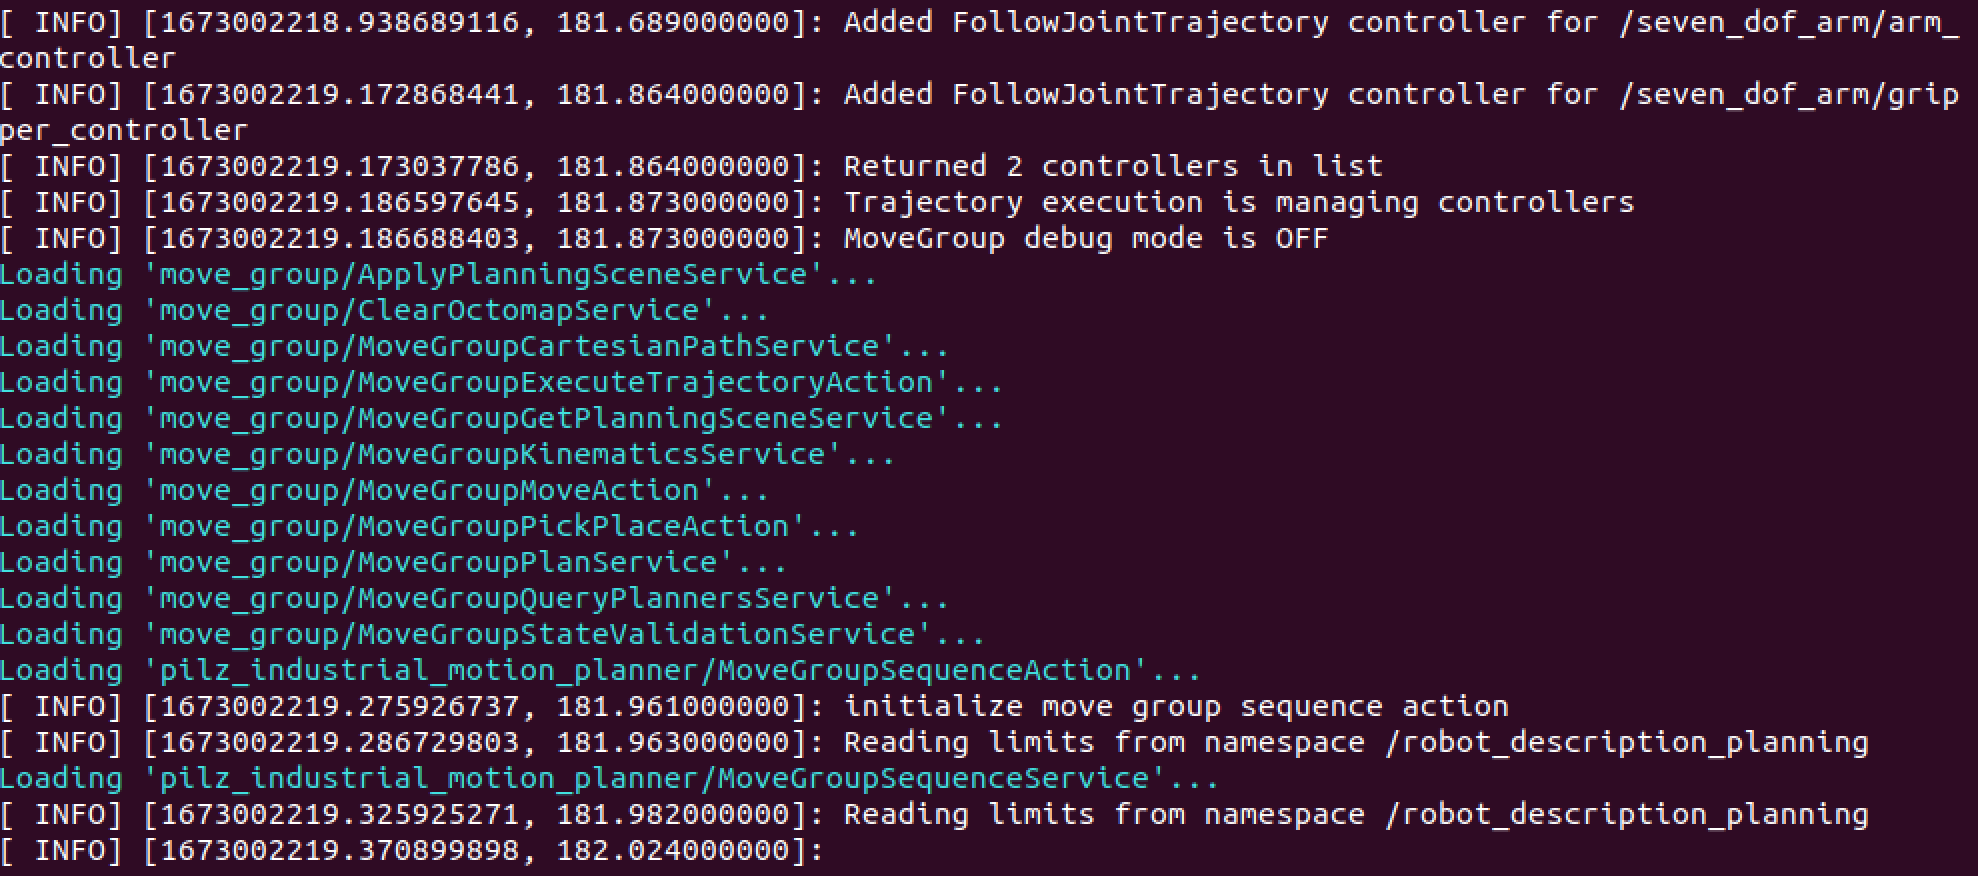 [ INFO] [1673002218.938689116, 181.689000000]: Added FollowJointTrajectory controller for /seven_dof_arm/arm_
controller
[ INFO] [1673002219.172868441, 181.864000000]: Added FollowJointTrajectory controller for /seven_dof_arm/grip
per_controller
[ INFO] [1673002219.173037786, 181.864000000]: Returned 2 controllers in list
[ INFO] [1673002219.186597645, 181.873000000]: Trajectory execution is managing controllers
[ INFO] [1673002219.186688403, 181.873000000]: MoveGroup debug mode is OFF
Loading 'move_group/ApplyPlanningSceneService'...
Loading 'move_group/ClearOctomapService'...
Loading 'move_group/MoveGroupCartesianPathService'...
Loading 'move_group/MoveGroupExecuteTrajectoryAction'...
Loading 'move_group/MoveGroupGetPlanningSceneService'...
Loading 'move_group/MoveGroupKinematicsService'...
Loading 'move_group/MoveGroupMoveAction'...
Loading 'move_group/MoveGroupPickPlaceAction'...
Loading 'move_group/MoveGroupPlanService'...
Loading 'move_group/MoveGroupQueryPlannersService'...
Loading 'move_group/MoveGroupStateValidationService'...
Loading 'pilz_industrial_motion_planner/MoveGroupSequenceAction'...
[ INFO] [1673002219.275926737, 181.961000000]: initialize move group sequence action
[ INFO] [1673002219.286729803, 181.963000000]: Reading limits from namespace /robot_description_planning
Loading 'pilz_industrial_motion_planner/MoveGroupSequenceService'...
[ INFO] [1673002219.325925271, 181.982000000]: Reading limits from namespace /robot_description_planning
[ INFO] [1673002219.370899898, 182.024000000]: